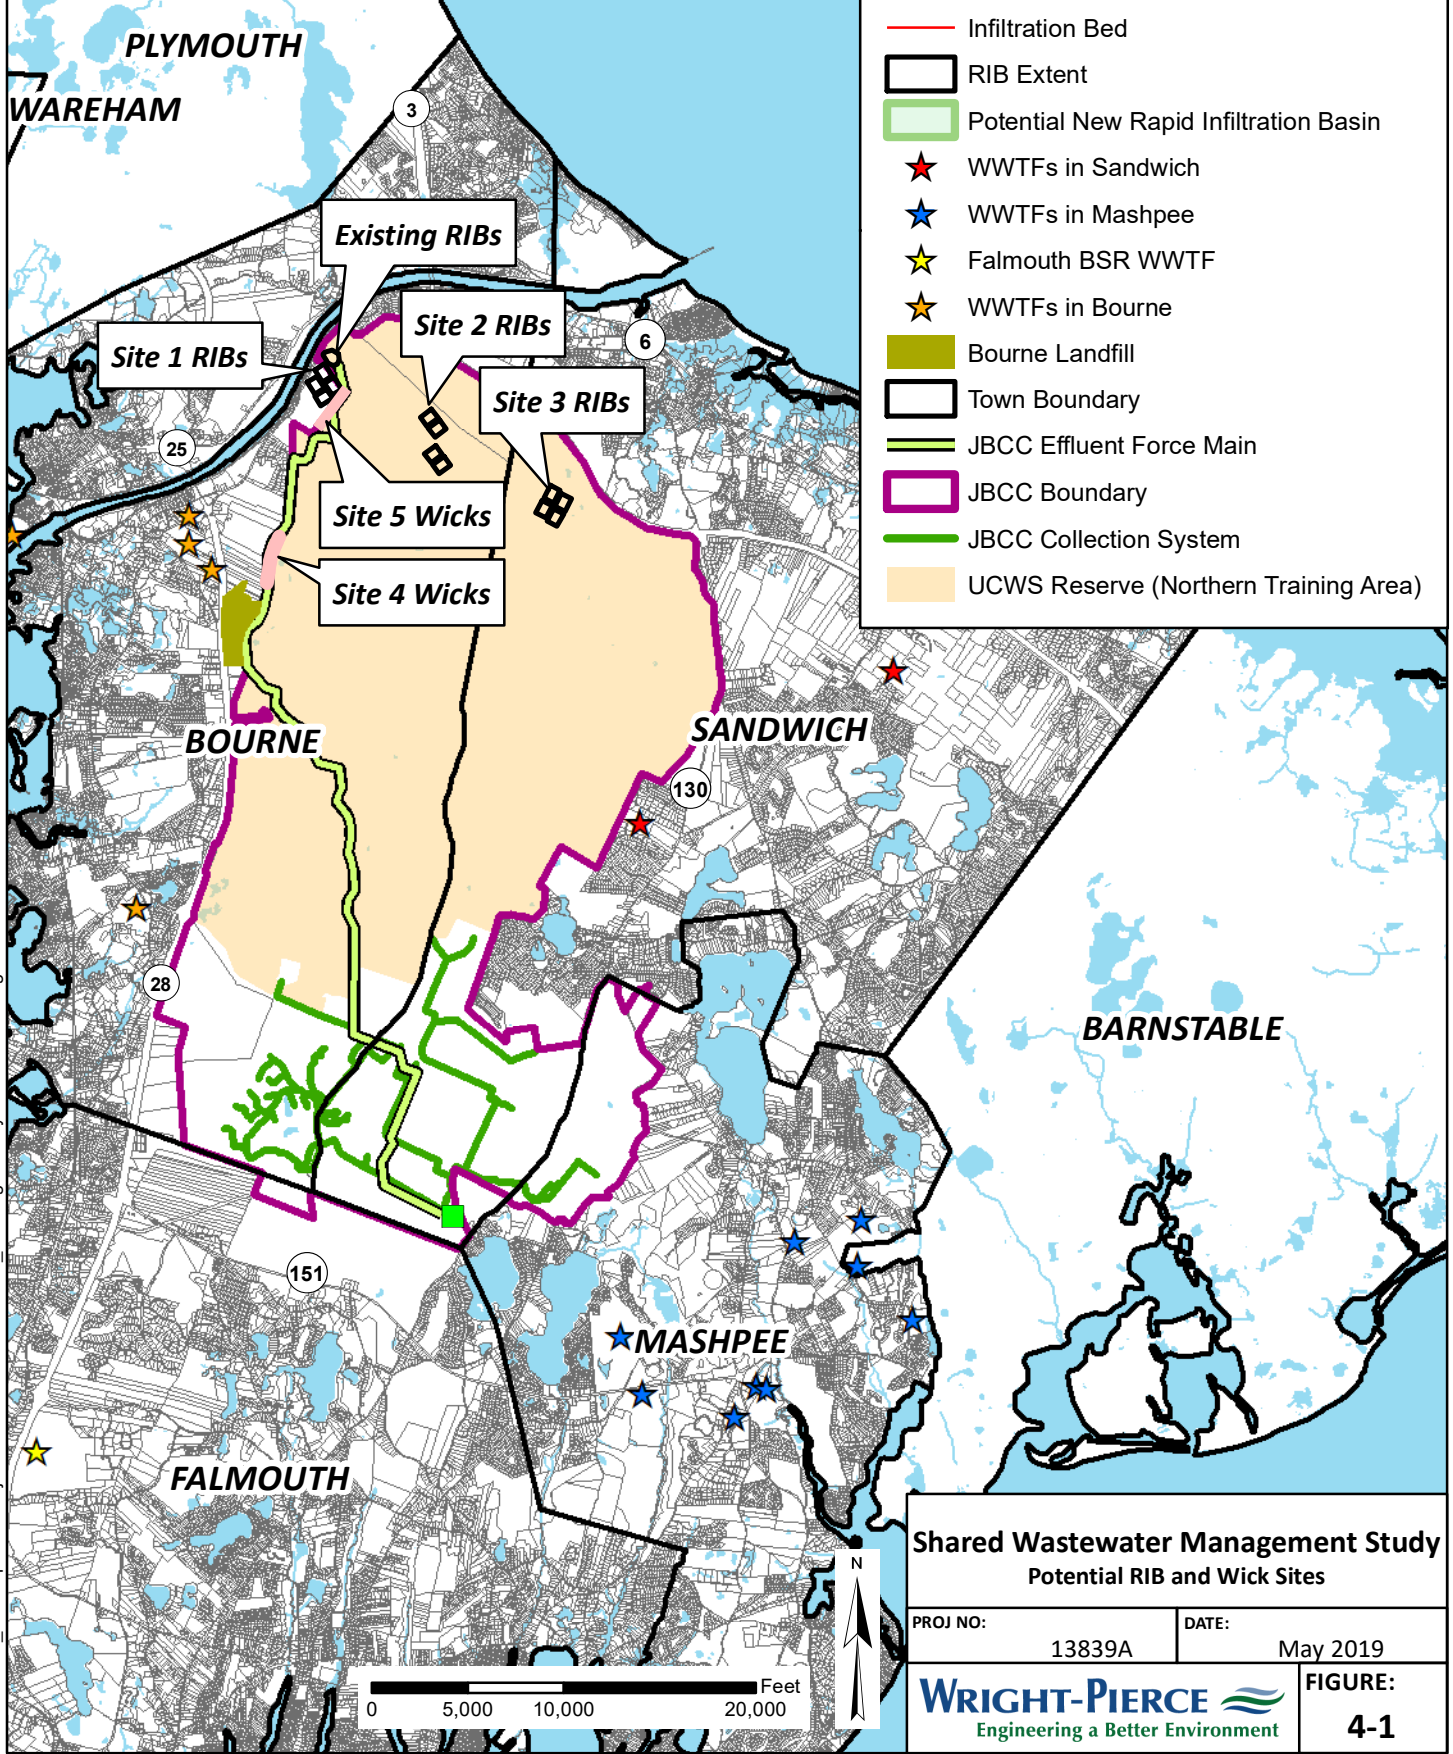 Infiltration Bed
RIB Extent
Potential New Rapid Infiltration Basin
WWTFs in Sandwich
WWTFs in Mashpee
Falmouth BSR WWTF
WWTFs in Bourne
Bourne Landfill
Town Boundary
JBCC Effluent Force Main
JBCC Boundary
JBCC Collection System
UCWS Reserve (Northern Training Area)
PLYMOUTH
WAREHAM
3
Existing RIBs
Site 2 RIBs
Site 1 RIBs
6
Site 3 RIBs
25
Site 5 Wicks
Site 4 Wicks
BOURNE
SANDWICH
130
28
BARNSTABLE
151
MASHPEE
FALMOUTH
N
Feet
0 5,000 10,000 20,000
Shared Wastewater Management Study
Potential RIB and Wick Sites
PROJ NO: 13839A
DATE: May 2019
WRIGHT-PIERCE
Engineering a Better Environment
FIGURE:
4-1